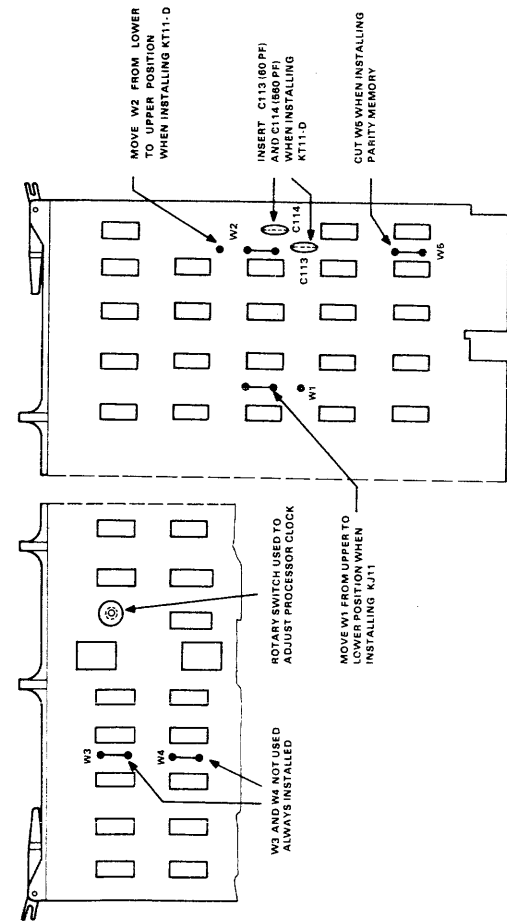 MOVE W2 FROM LOWER
TO UPPER POSITION
WHEN INSTALLING KT11-D
W2
INSERT C113 (60 PF)
AND C114 (560 PF)
WHEN INSTALLING
KT11-D
C114
C113
CUT W5 WHEN INSTALLING
PARITY MEMORY
W5
W1
MOVE W1 FROM UPPER TO
LOWER POSITION WHEN
INSTALLING KJ11
ROTARY SWITCH USED TO
ADJUST PROCESSOR CLOCK
W3
W4
W3 AND W4 NOT USED
ALWAYS INSTALLED